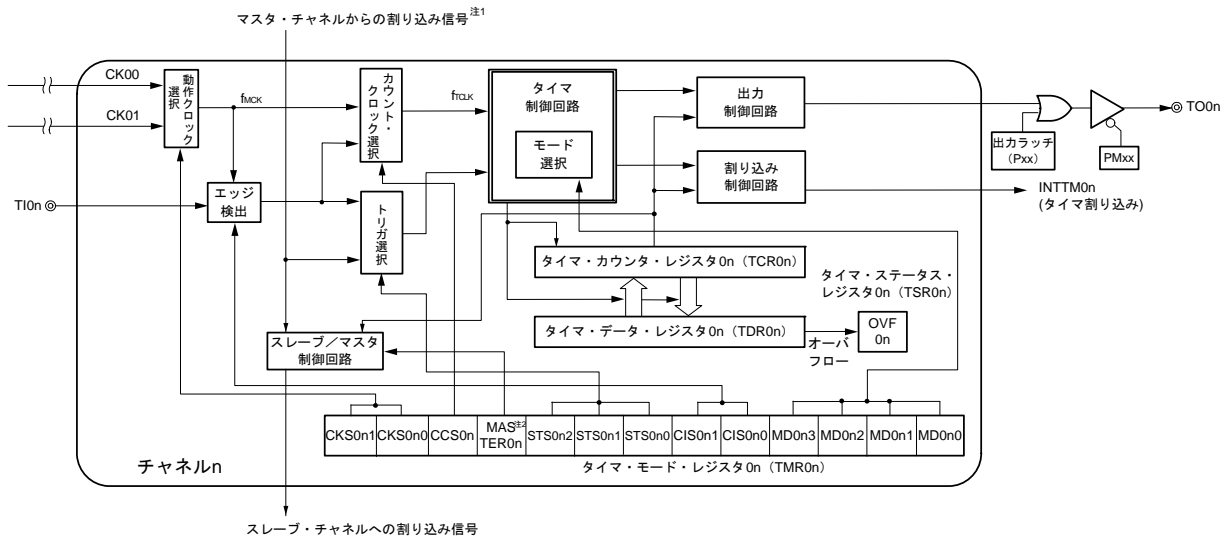 マスタ・チャネルからの割り込み信号注1
CK00
CK01
動作クロック
選択
fMCK
カウント・
クロック選択
fTCLK
タイマ
制御回路
モード
選択
出力
制御回路
TO0n
出力ラッチ
(Pxx)
PMxx
割り込み
制御回路
INTTM0n
(タイマ割り込み)
TI0n
エッジ
検出
トリガ選択
タイマ・カウンタ・レジスタ0n(TCR0n)
タイマ・ステータス・
レジスタ0n(TSR0n)
タイマ・データ・レジスタ0n(TDR0n)
オーバ
フロー
OVF
0n
スレーブ/マスタ
制御回路
CKS0n1
CKS0n0
CCS0n
MAS注2
TER0n
STS0n2
STS0n1
STS0n0
CIS0n1
CIS0n0
MD0n3
MD0n2
MD0n1
MD0n0
チャネルn
タイマ・モード・レジスタ0n(TMR0n)
スレーブ・チャネルへの割り込み信号